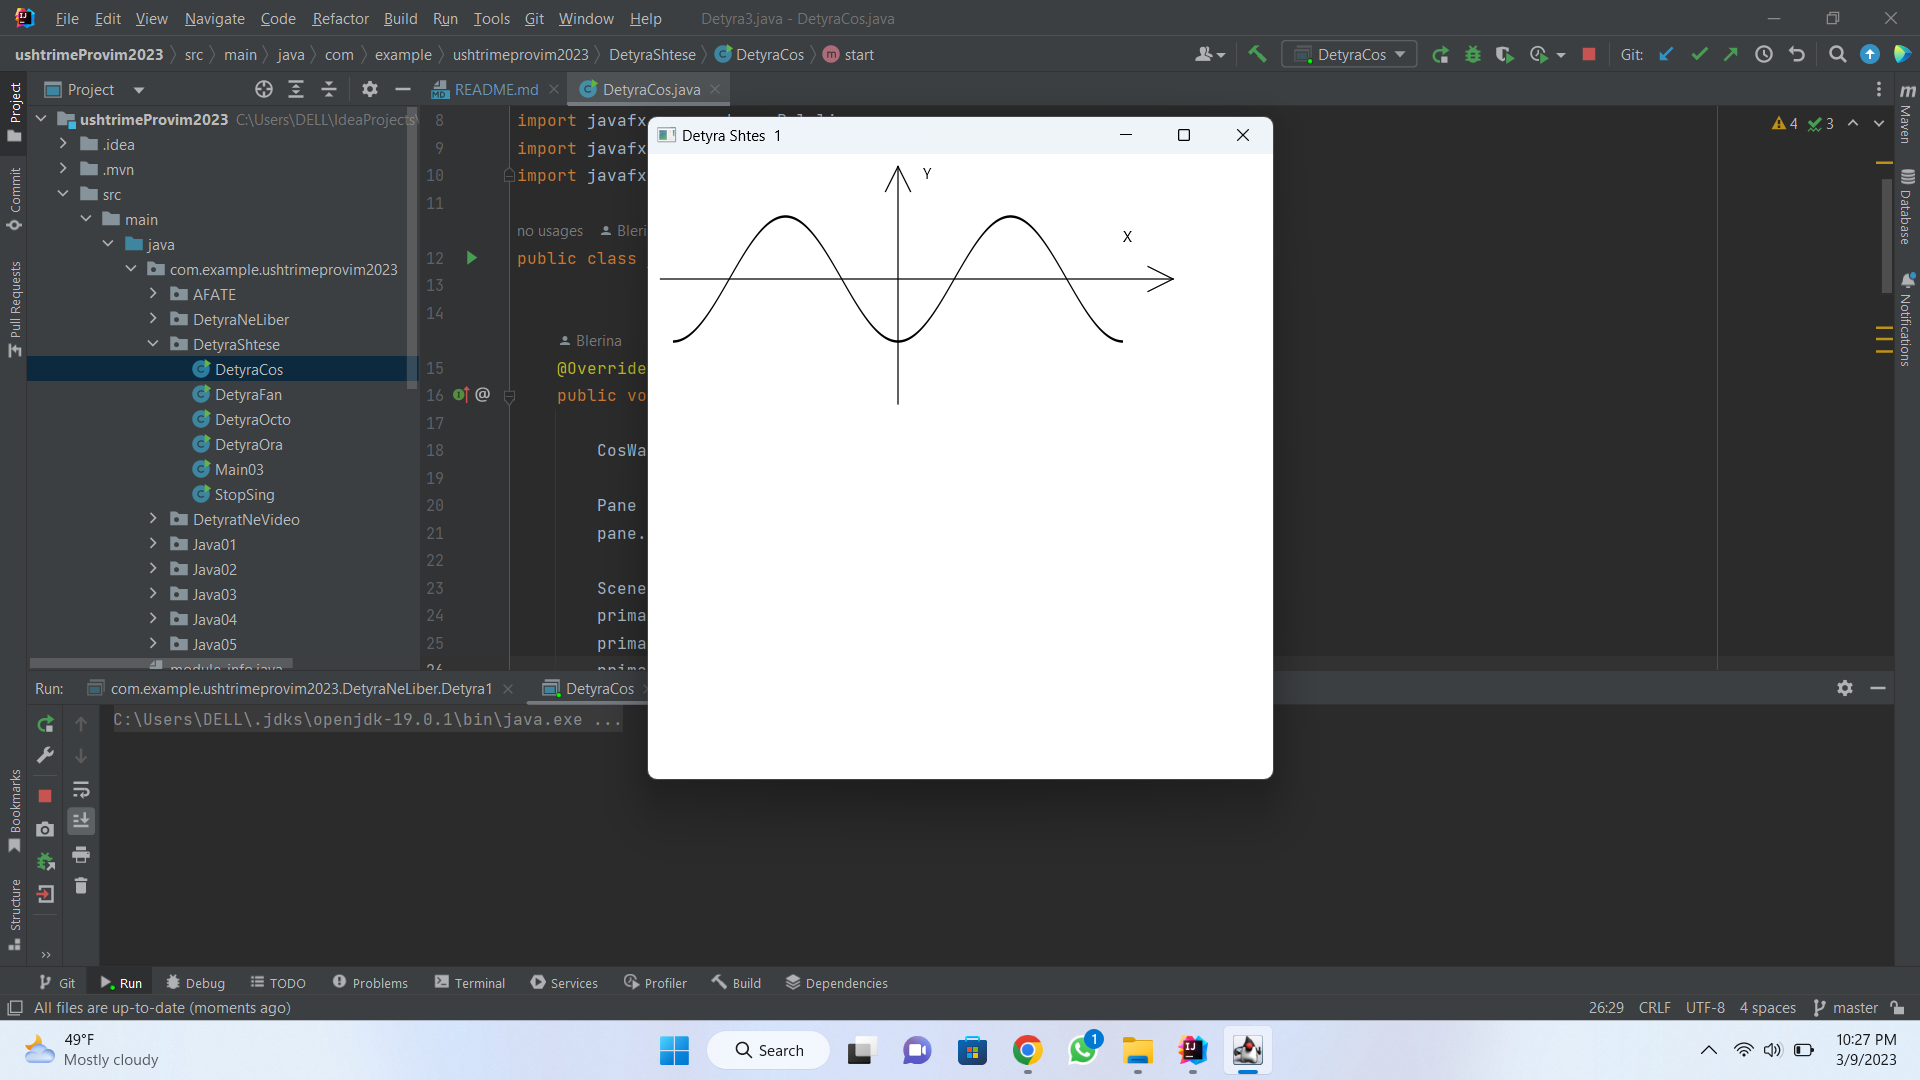 File Edit View Navigate Code Refactor Build Run Tools Git Window Help Detyra3.java - DetyraCos.java
ushtrimeProvim2023 src main java com example ushtrimeprovim2023 DetyraShtese DetyraCos start DetyraCos Git:
Project README.md DetyraCos.java
ushtrimeProvim2023 C:\Users\DELL\IdeaProjects\
.idea
.mvn
src
main
java
com.example.ushtrimeprovim2023
AFATE
DetyraNeLiber
DetyraShtese
DetyraCos
DetyraFan
DetyraOcto
DetyraOra
Main03
StopSing
DetyratNeVideo
Java01
Java02
Java03
Java04
Java05
module-info.java
Project
Commit
Pull Requests
Bookmarks
Structure
8 import javafx
9 import javafx
10 import javafx
11
no usages Bleri
12 public class
13
14
Blerina
15 @Override
16 public vo
17
18 CosWa
19
20 Pane
21 pane.
22
23 Scene
24 prima
25 prima
26 prima
4 3
Maven
Database
Notifications
Detyra Shtes 1
Y
X
Run: com.example.ushtrimeprovim2023.DetyraNeLiber.Detyra1 DetyraCos
C:\Users\DELL\.jdks\openjdk-19.0.1\bin\java.exe ...
Git Run Debug TODO Problems Terminal Services Profiler Build Dependencies
All files are up-to-date (moments ago) 26:29 CRLF UTF-8 4 spaces master
49°F
Mostly cloudy
Search
1
10:27 PM
3/9/2023